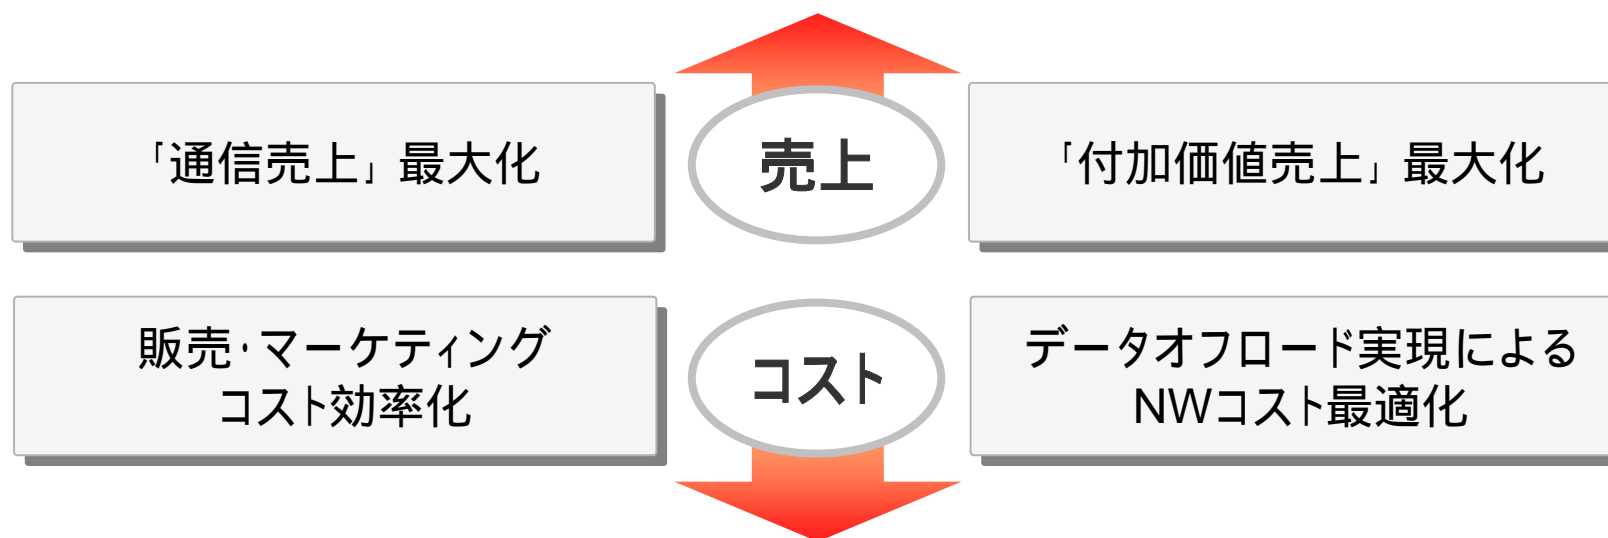 「通信売上」最大化
売上
「付加価値売上」最大化
販売・マーケティング
コスト効率化
コスト
データオフロード実現による
NWコスト最適化